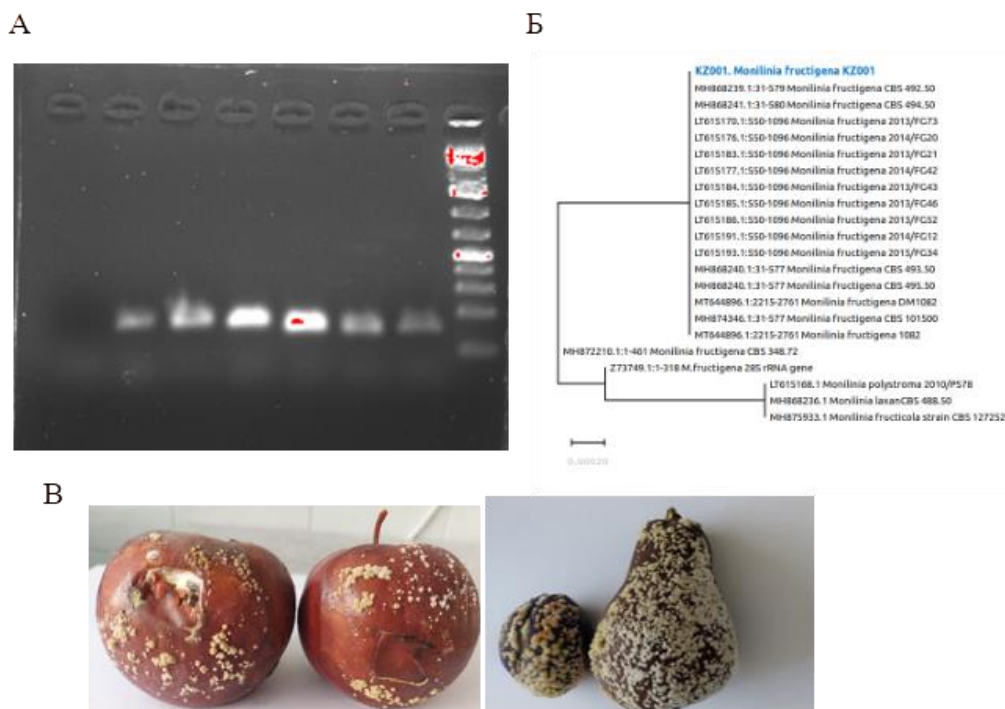 А
Б
KZ001. Monilinia fructigena KZ001
MH868239.1:31-579 Monilinia fructigena CBS 492.50
MH868241.1:31-580 Monilinia fructigena CBS 494.50
LT615170.1:550-1096 Monilinia fructigena 2013/FG73
LT615176.1:550-1096 Monilinia fructigena 2014/FG20
LT615183.1:550-1096 Monilinia fructigena 2013/FG21
LT615177.1:550-1096 Monilinia fructigena 2014/FG42
LT615184.1:550-1096 Monilinia fructigena 2013/FG43
LT615185.1:550-1096 Monilinia fructigena 2013/FG46
LT615186.1:550-1096 Monilinia fructigena 2013/FG52
LT615191.1:550-1096 Monilinia fructigena 2014/FG12
LT615193.1:550-1096 Monilinia fructigena 2015/FG34
MH868240.1:31-577 Monilinia fructigena CBS 493.50
MH868240.1:31-577 Monilinia fructigena CBS 495.50
MT644896.1:2215-2761 Monilinia fructigena DM1082
MH874346.1:31-577 Monilinia fructigena CBS 101500
MT644896.1:2215-2761 Monilinia fructigena 1082
MH872210.1:1-461 Monilinia fructigena CBS 348.72
Z73749.1:1-318 M.fructigena 28S rRNA gene
LT615168.1 Monilinia polystroma 2010/P578
MH868236.1 Monilinia laxanCBS 488.50
MH875933.1 Monilinia fructicola strain CBS 127252
0.00020
В